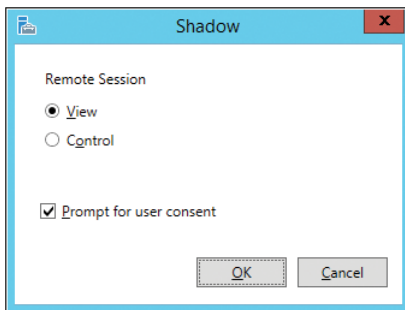 Shadow
x
Remote Session
View
Control
Prompt for user consent
OK Cancel